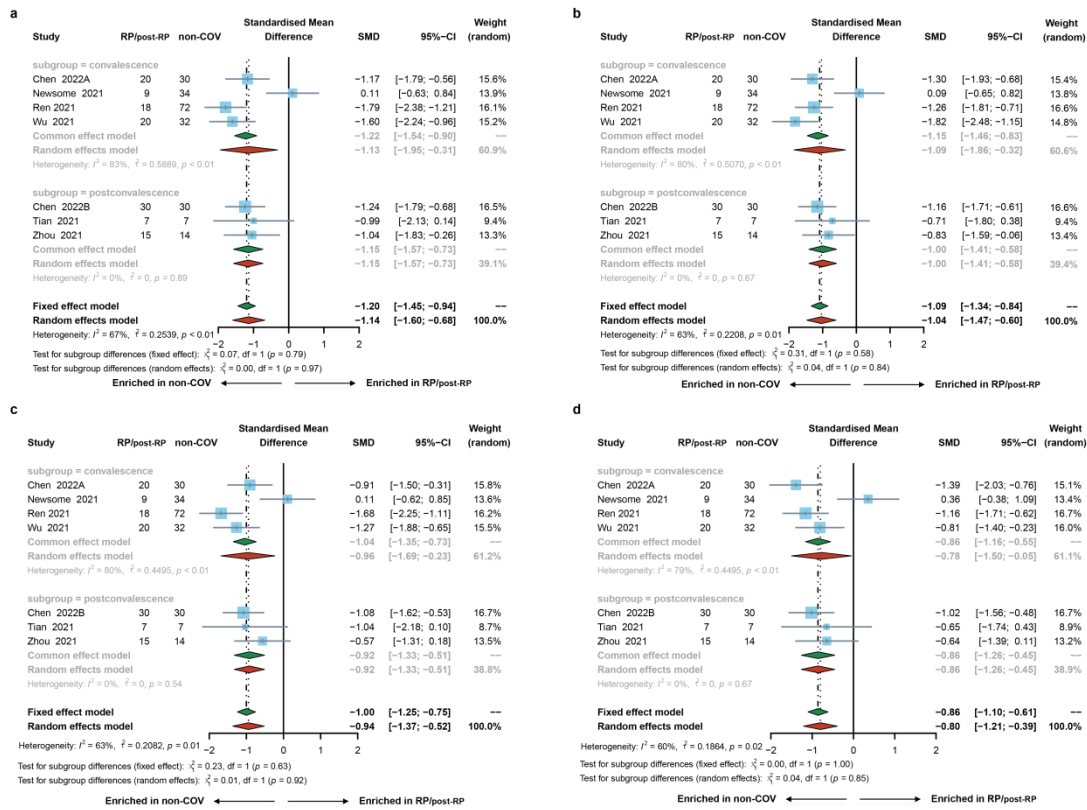 a
Standardised Mean Weight
Study RP/post-RP non-COV Difference SMD 95%−CI (random)
subgroup = convalescence
Chen 2022A 20 30 −1.17 [−1.79; −0.56] 15.6%
Newsome 2021 9 34 0.11 [−0.63; 0.84] 13.9%
Ren 2021 18 72 −1.79 [−2.38; −1.21] 16.1%
Wu 2021 20 32 −1.60 [−2.24; −0.96] 15.2%
Common effect model −1.22 [−1.54; −0.90] −−
Random effects model −1.13 [−1.95; −0.31] 60.9%
Heterogeneity: I² = 83%, τ² = 0.5889, p < 0.01
subgroup = postconvalescence
Chen 2022B 30 30 −1.24 [−1.79; −0.68] 16.5%
Tian 2021 7 7 −0.99 [−2.13; 0.14] 9.4%
Zhou 2021 15 14 −1.04 [−1.83; −0.26] 13.3%
Common effect model −1.15 [−1.57; −0.73] −−
Random effects model −1.15 [−1.57; −0.73] 39.1%
Heterogeneity: I² = 0%, τ² = 0, p = 0.89
Fixed effect model −1.20 [−1.45; −0.94] −−
Random effects model −1.14 [−1.60; −0.68] 100.0%
Heterogeneity: I² = 67%, τ² = 0.2539, p < 0.01
−2 −1 0 1 2
Test for subgroup differences (fixed effect): χ²₁ = 0.07, df = 1 (p = 0.79)
Test for subgroup differences (random effects): χ²₁ = 0.00, df = 1 (p = 0.97)
Enriched in non-COV Enriched in RP/post-RP
b
Standardised Mean Weight
Study RP/post-RP non-COV Difference SMD 95%−CI (random)
subgroup = convalescence
Chen 2022A 20 30 −1.30 [−1.93; −0.68] 15.4%
Newsome 2021 9 34 0.09 [−0.65; 0.82] 13.8%
Ren 2021 18 72 −1.26 [−1.81; −0.71] 16.6%
Wu 2021 20 32 −1.82 [−2.48; −1.15] 14.8%
Common effect model −1.15 [−1.46; −0.83] −−
Random effects model −1.09 [−1.86; −0.32] 60.6%
Heterogeneity: I² = 80%, τ² = 0.5070, p < 0.01
subgroup = postconvalescence
Chen 2022B 30 30 −1.16 [−1.71; −0.61] 16.6%
Tian 2021 7 7 −0.71 [−1.80; 0.38] 9.4%
Zhou 2021 15 14 −0.83 [−1.59; −0.06] 13.4%
Common effect model −1.00 [−1.41; −0.58] −−
Random effects model −1.00 [−1.41; −0.58] 39.4%
Heterogeneity: I² = 0%, τ² = 0, p = 0.67
Fixed effect model −1.09 [−1.34; −0.84] −−
Random effects model −1.04 [−1.47; −0.60] 100.0%
Heterogeneity: I² = 63%, τ² = 0.2208, p = 0.01
−2 −1 0 1 2
Test for subgroup differences (fixed effect): χ²₁ = 0.31, df = 1 (p = 0.58)
Test for subgroup differences (random effects): χ²₁ = 0.04, df = 1 (p = 0.84)
Enriched in non-COV Enriched in RP/post-RP
c
Standardised Mean Weight
Study RP/post-RP non-COV Difference SMD 95%−CI (random)
subgroup = convalescence
Chen 2022A 20 30 −0.91 [−1.50; −0.31] 15.8%
Newsome 2021 9 34 0.11 [−0.62; 0.85] 13.6%
Ren 2021 18 72 −1.68 [−2.25; −1.11] 16.2%
Wu 2021 20 32 −1.27 [−1.88; −0.65] 15.5%
Common effect model −1.04 [−1.35; −0.73] −−
Random effects model −0.96 [−1.69; −0.23] 61.2%
Heterogeneity: I² = 80%, τ² = 0.4495, p < 0.01
subgroup = postconvalescence
Chen 2022B 30 30 −1.08 [−1.62; −0.53] 16.7%
Tian 2021 7 7 −1.04 [−2.18; 0.10] 8.7%
Zhou 2021 15 14 −0.57 [−1.31; 0.18] 13.5%
Common effect model −0.92 [−1.33; −0.51] −−
Random effects model −0.92 [−1.33; −0.51] 38.8%
Heterogeneity: I² = 0%, τ² = 0, p = 0.54
Fixed effect model −1.00 [−1.25; −0.75] −−
Random effects model −0.94 [−1.37; −0.52] 100.0%
Heterogeneity: I² = 63%, τ² = 0.2082, p = 0.01
−2 −1 0 1 2
Test for subgroup differences (fixed effect): χ²₁ = 0.23, df = 1 (p = 0.63)
Test for subgroup differences (random effects): χ²₁ = 0.01, df = 1 (p = 0.92)
Enriched in non-COV Enriched in RP/post-RP
d
Standardised Mean Weight
Study RP/post-RP non-COV Difference SMD 95%−CI (random)
subgroup = convalescence
Chen 2022A 20 30 −1.39 [−2.03; −0.76] 15.1%
Newsome 2021 9 34 0.36 [−0.38; 1.09] 13.4%
Ren 2021 18 72 −1.16 [−1.71; −0.62] 16.7%
Wu 2021 20 32 −0.81 [−1.40; −0.23] 16.0%
Common effect model −0.86 [−1.16; −0.55] −−
Random effects model −0.78 [−1.50; −0.05] 61.1%
Heterogeneity: I² = 79%, τ² = 0.4495, p < 0.01
subgroup = postconvalescence
Chen 2022B 30 30 −1.02 [−1.56; −0.48] 16.7%
Tian 2021 7 7 −0.65 [−1.74; 0.43] 8.9%
Zhou 2021 15 14 −0.64 [−1.39; 0.11] 13.2%
Common effect model −0.86 [−1.26; −0.45] −−
Random effects model −0.86 [−1.26; −0.45] 38.9%
Heterogeneity: I² = 0%, τ² = 0, p = 0.67
Fixed effect model −0.86 [−1.10; −0.61] −−
Random effects model −0.80 [−1.21; −0.39] 100.0%
Heterogeneity: I² = 60%, τ² = 0.1864, p = 0.02
−2 −1 0 1 2
Test for subgroup differences (fixed effect): χ²₁ = 0.00, df = 1 (p = 1.00)
Test for subgroup differences (random effects): χ²₁ = 0.04, df = 1 (p = 0.85)
Enriched in non-COV Enriched in RP/post-RP